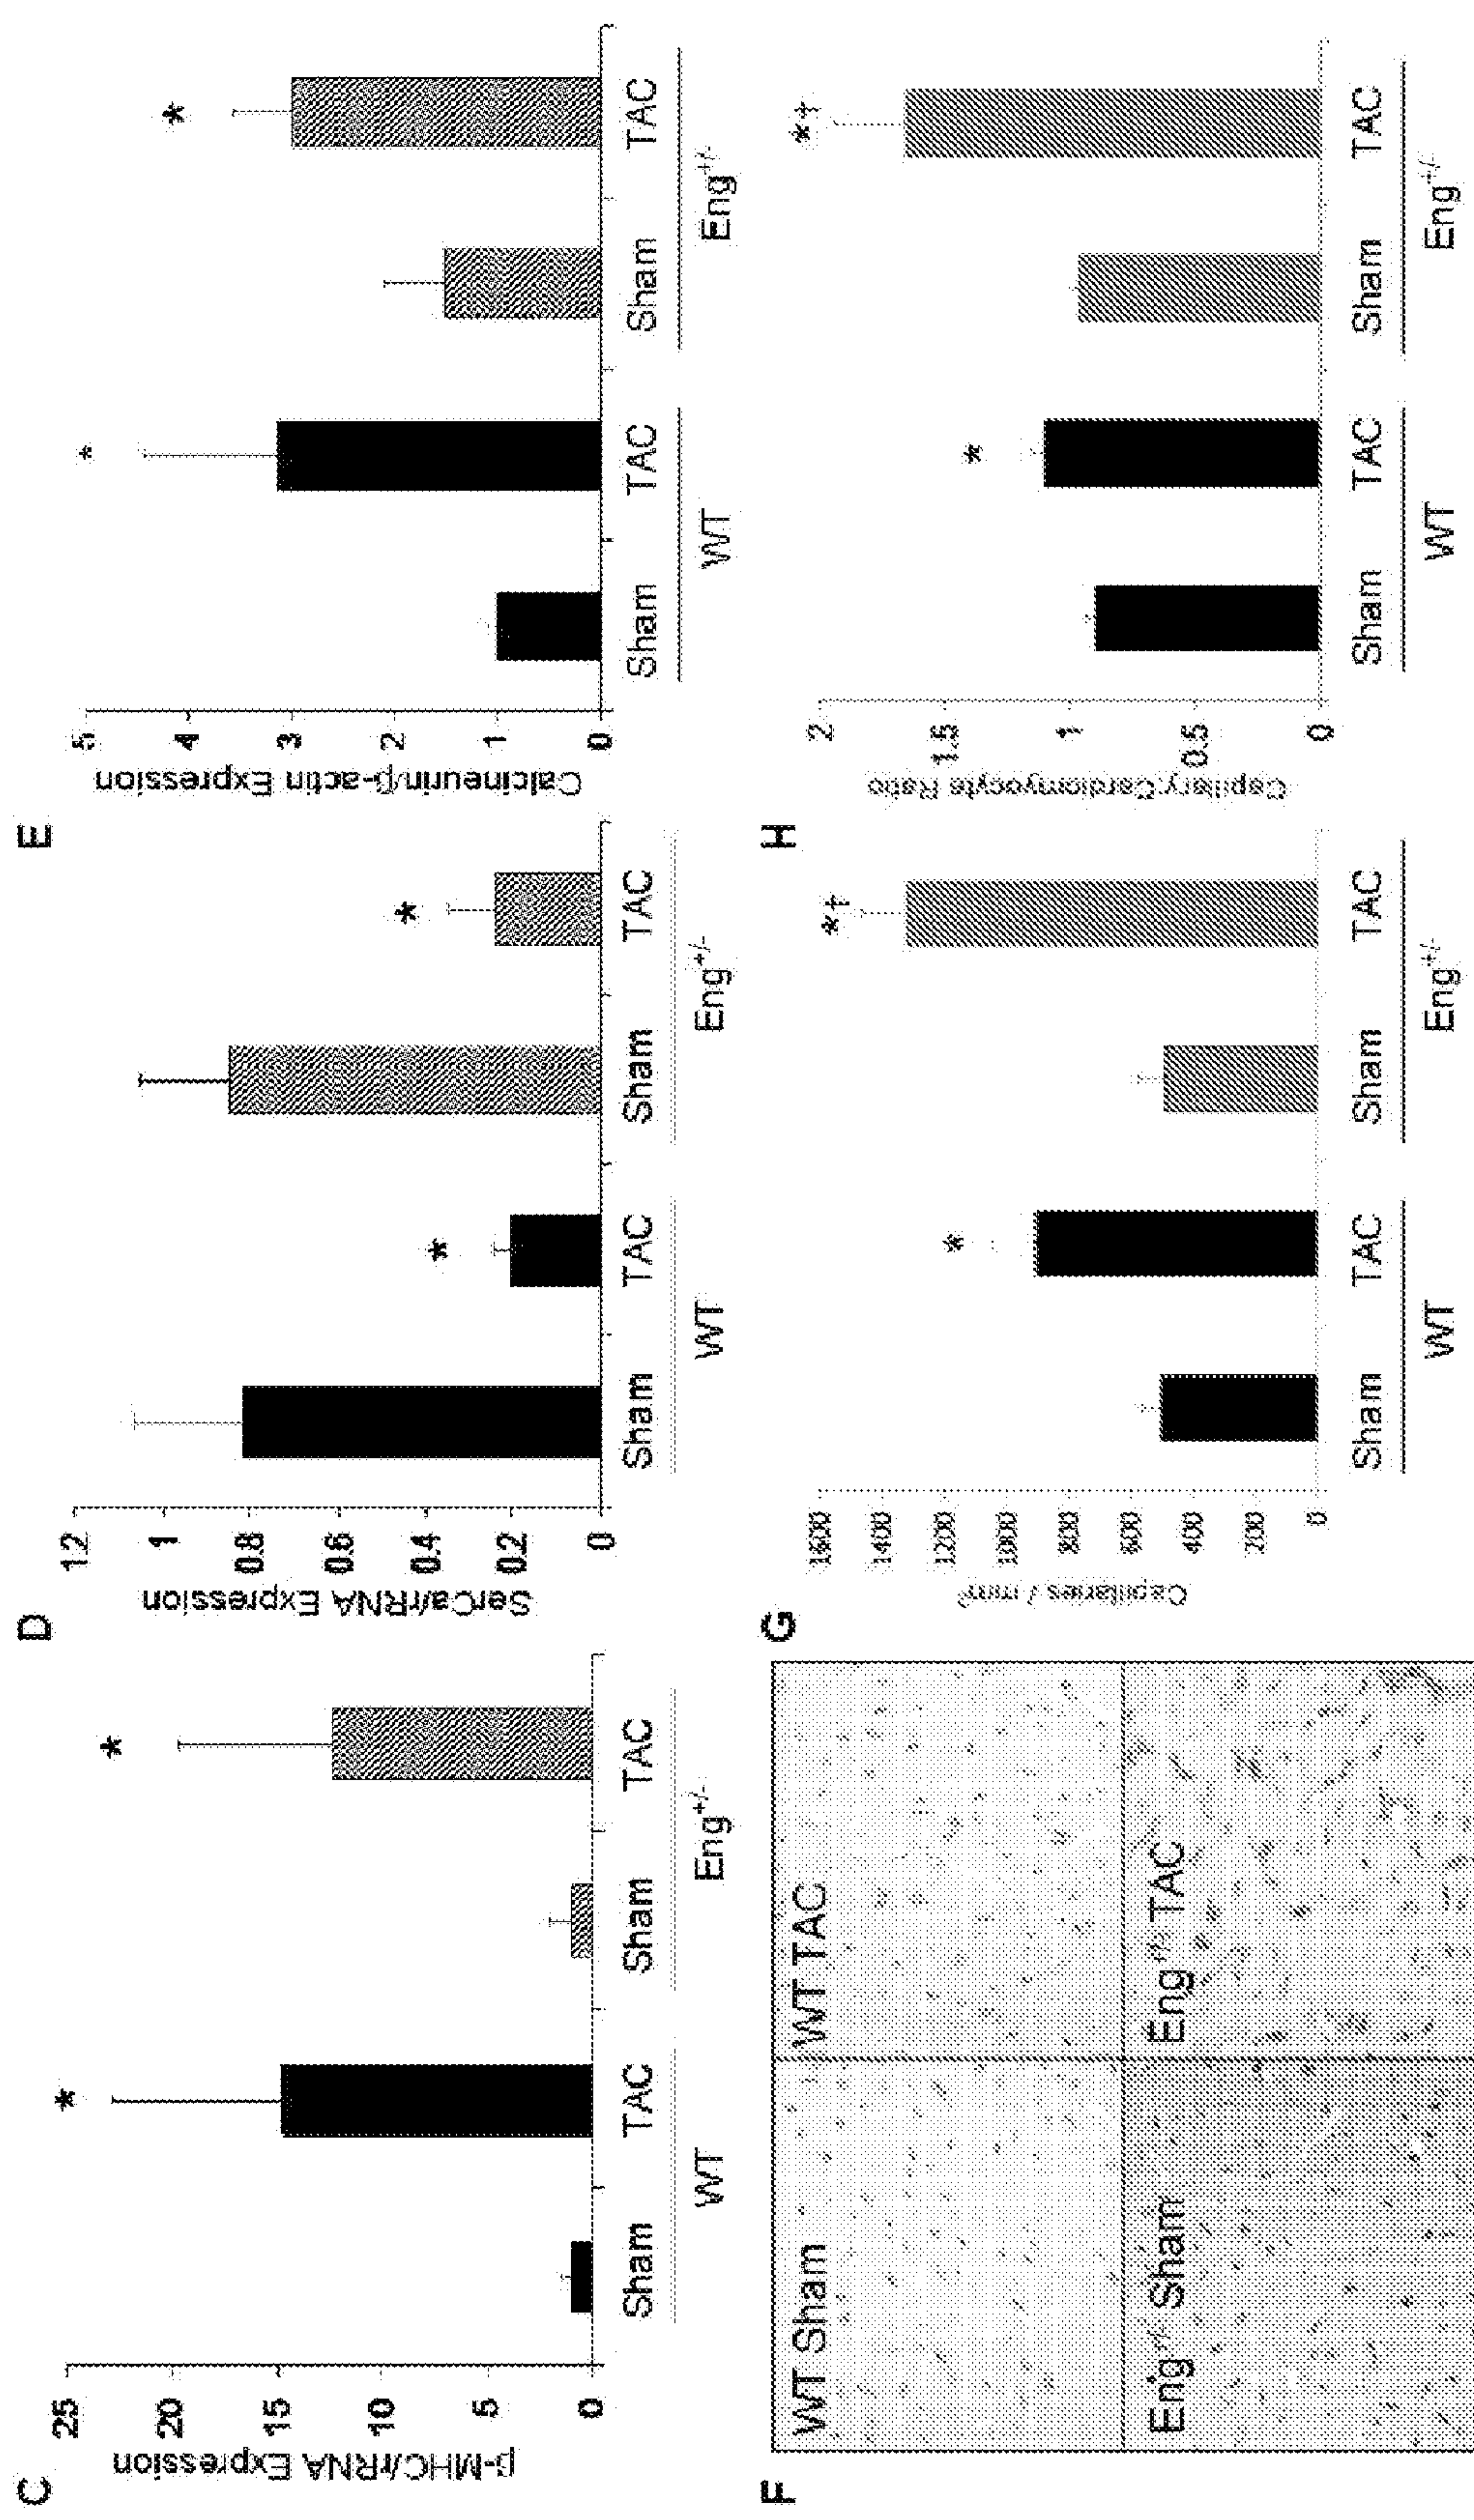 C
β-MHC/rRNA Expression
25
20
15
10
5
0
*
*
Sham TAC Sham TAC
WT Eng+/-
D
SerCa/rRNA Expression
1.2
1
0.8
0.6
0.4
0.2
0
*
*
Sham TAC Sham TAC
WT Eng+/-
E
Calcineurin/β-actin Expression
5
4
3
2
1
0
*
*
Sham TAC Sham TAC
WT Eng+/-
F
WT Sham
WT TAC
Eng+/- Sham
Eng+/- TAC
G
Capillaries / mm²
1600
1400
1200
1000
800
600
400
200
0
*
*†
Sham TAC Sham TAC
WT Eng+/-
H
Capillary:Cardiomyocyte Ratio
2
1.5
1
0.5
0
*
*†
Sham TAC Sham TAC
WT Eng+/-